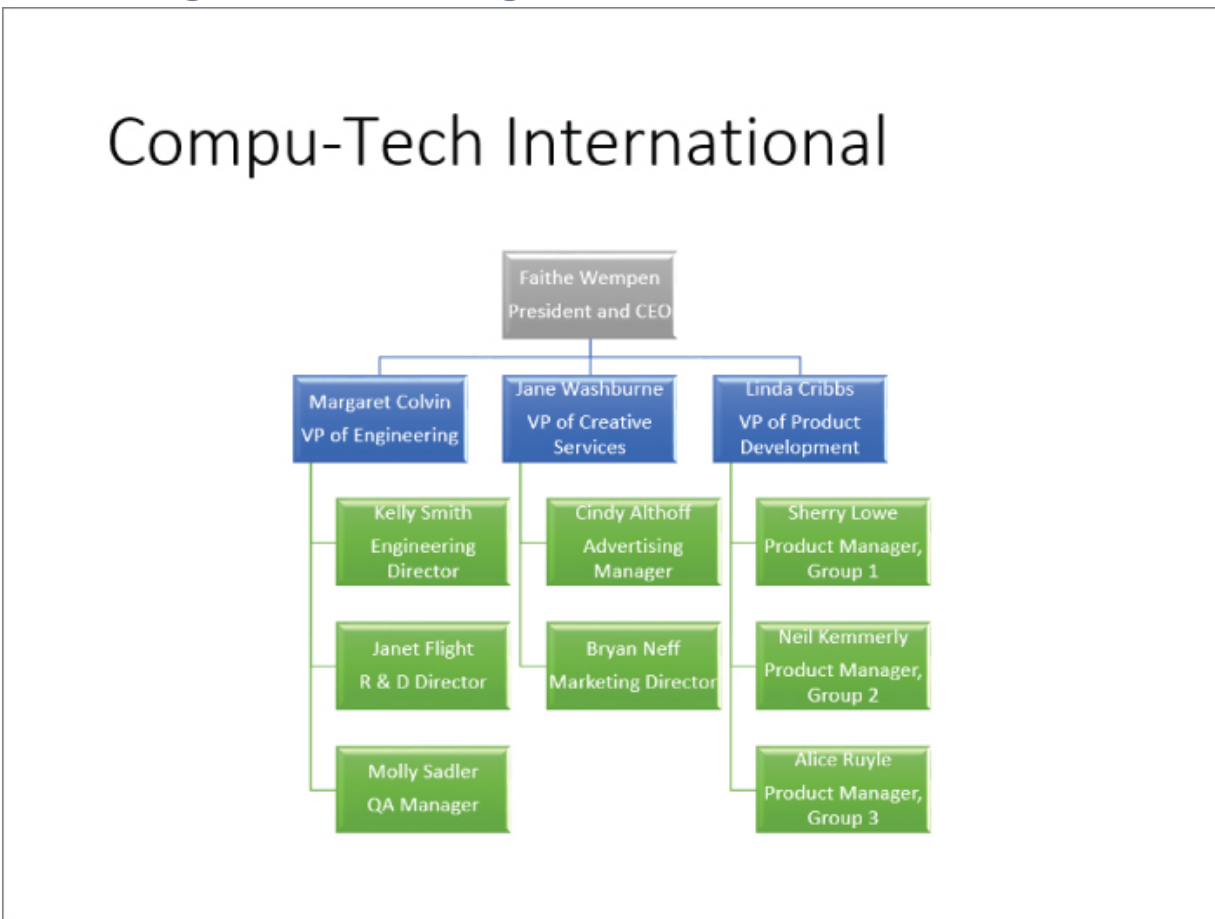 Compu-Tech International
Faithe Wempen
President and CEO
Margaret Colvin
VP of Engineering
Jane Washburne
VP of Creative
Services
Linda Cribbs
VP of Product
Development
Kelly Smith
Engineering
Director
Cindy Althoff
Advertising
Manager
Sherry Lowe
Product Manager,
Group 1
Janet Flight
R & D Director
Bryan Neff
Marketing Director
Neil Kemmerly
Product Manager,
Group 2
Molly Sadler
QA Manager
Alice Ruyle
Product Manager,
Group 3